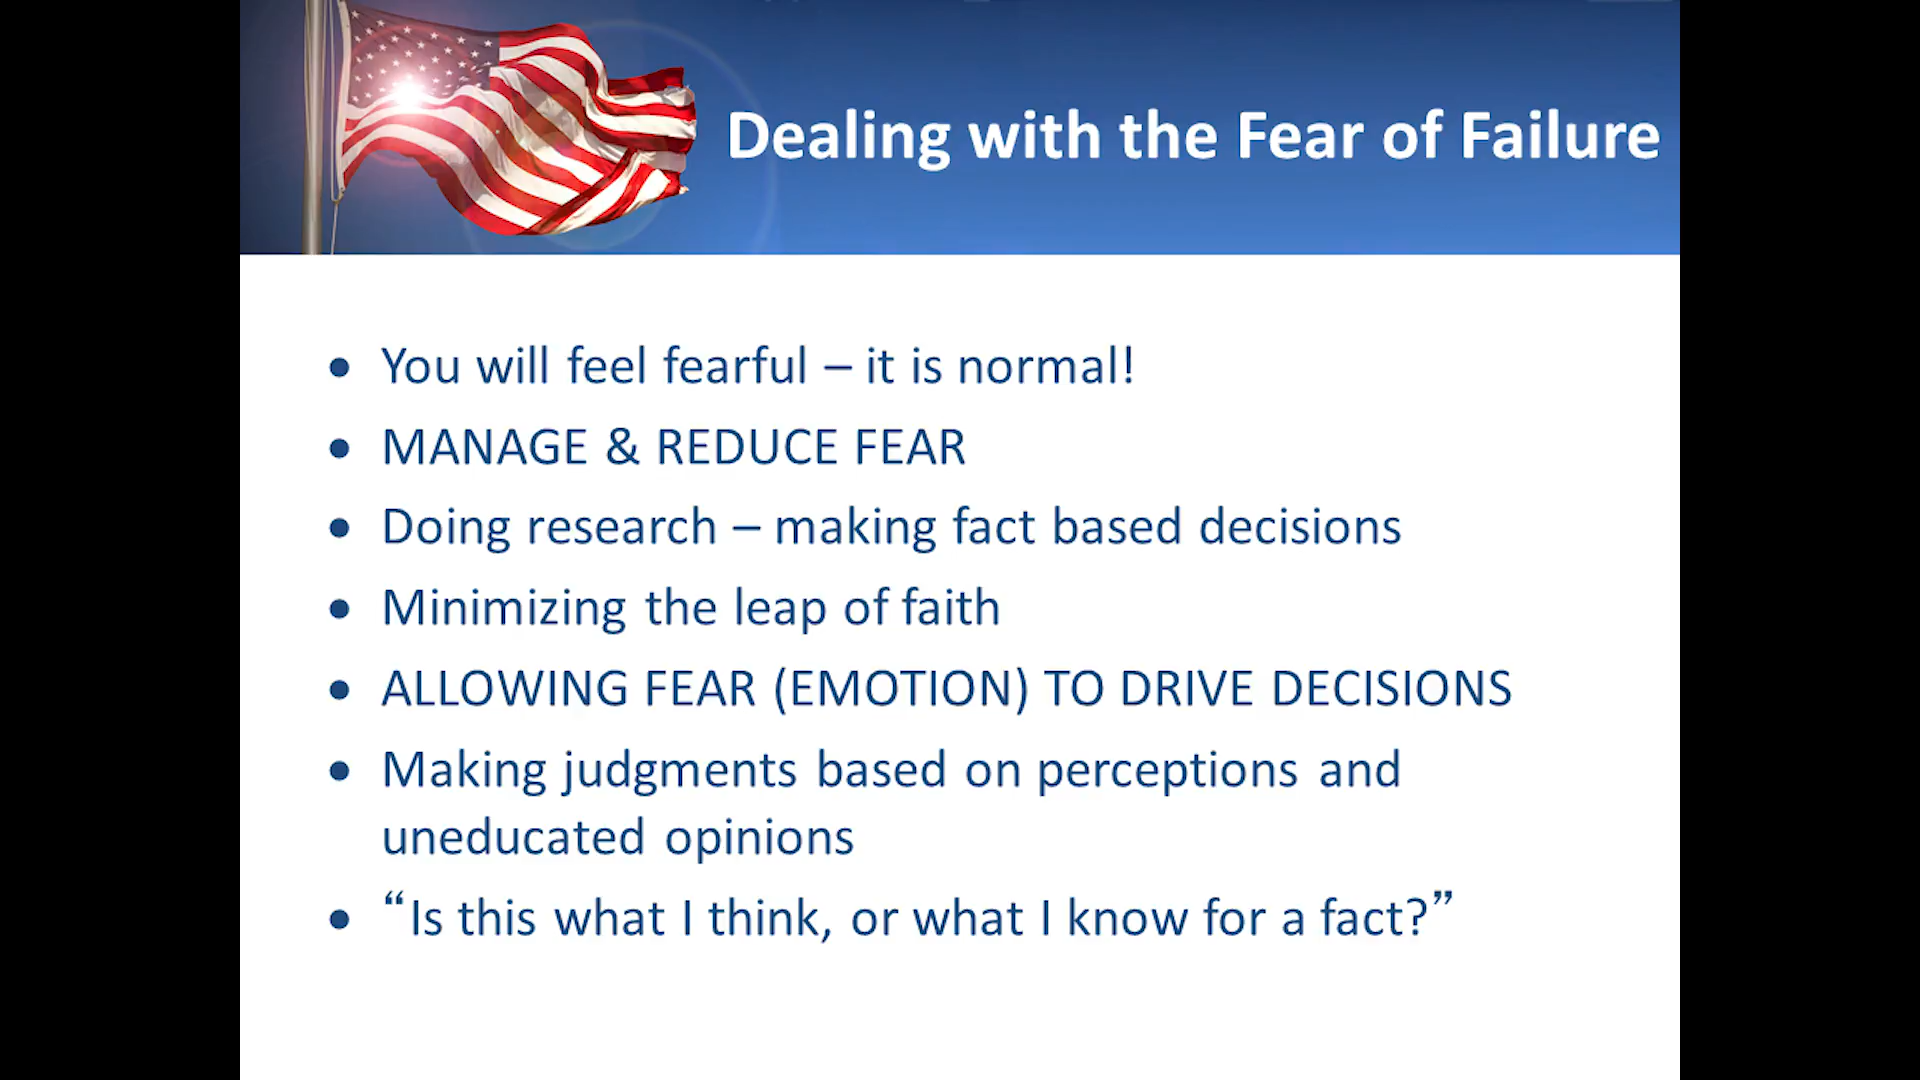 Dealing with the Fear of Failure
• You will feel fearful – it is normal!
• MANAGE & REDUCE FEAR
• Doing research – making fact based decisions
• Minimizing the leap of faith
• ALLOWING FEAR (EMOTION) TO DRIVE DECISIONS
• Making judgments based on perceptions and
uneducated opinions
• “Is this what I think, or what I know for a fact?”